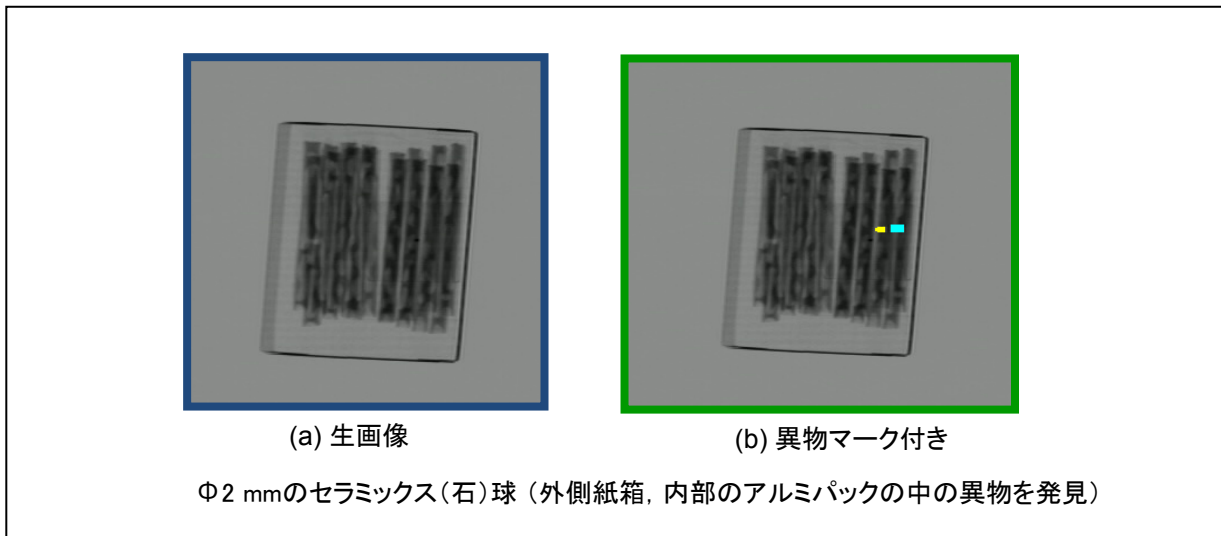 (a) 生画像
(b) 異物マーク付き
Φ2 mmのセラミックス（石）球 （外側紙箱， 内部のアルミパックの中の異物を発見）